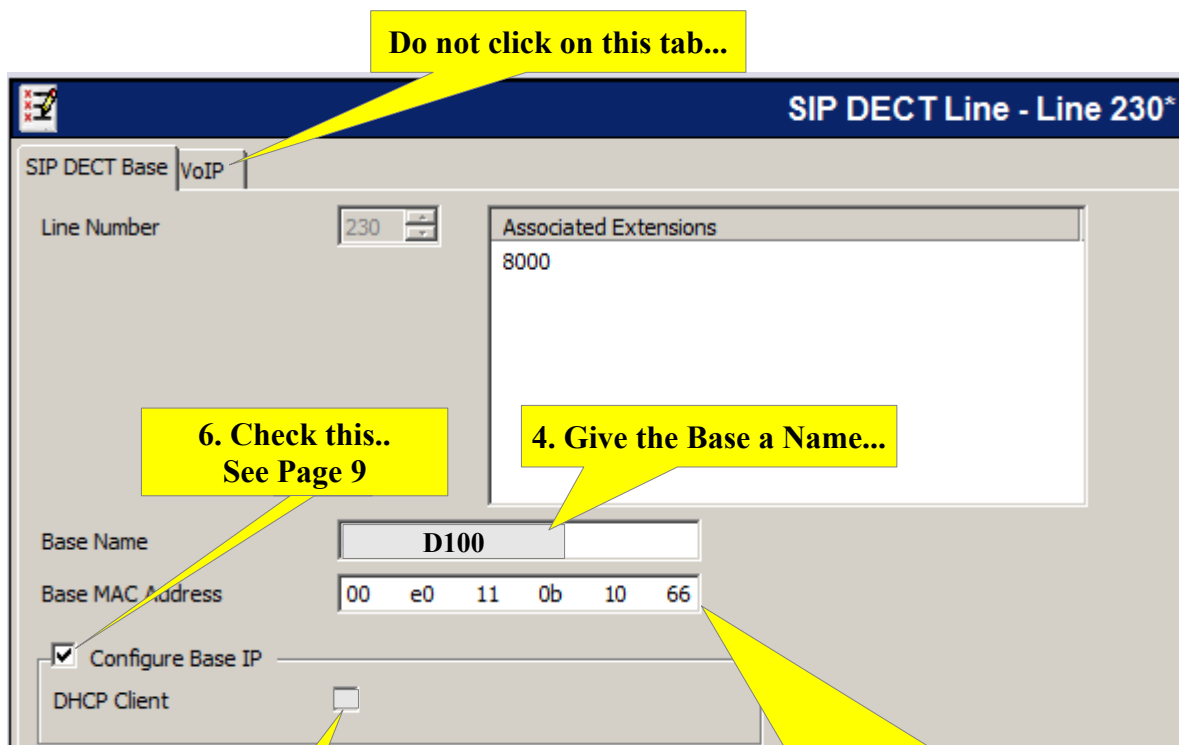 Do not click on this tab...
SIP DECT Line - Line 230*
SIP DECT Base VoIP
Line Number 230
Associated Extensions
8000
6. Check this..
See Page 9
4. Give the Base a Name...
Base Name D100
Base MAC Address 00 e0 11 0b 10 66
Configure Base IP
DHCP Client